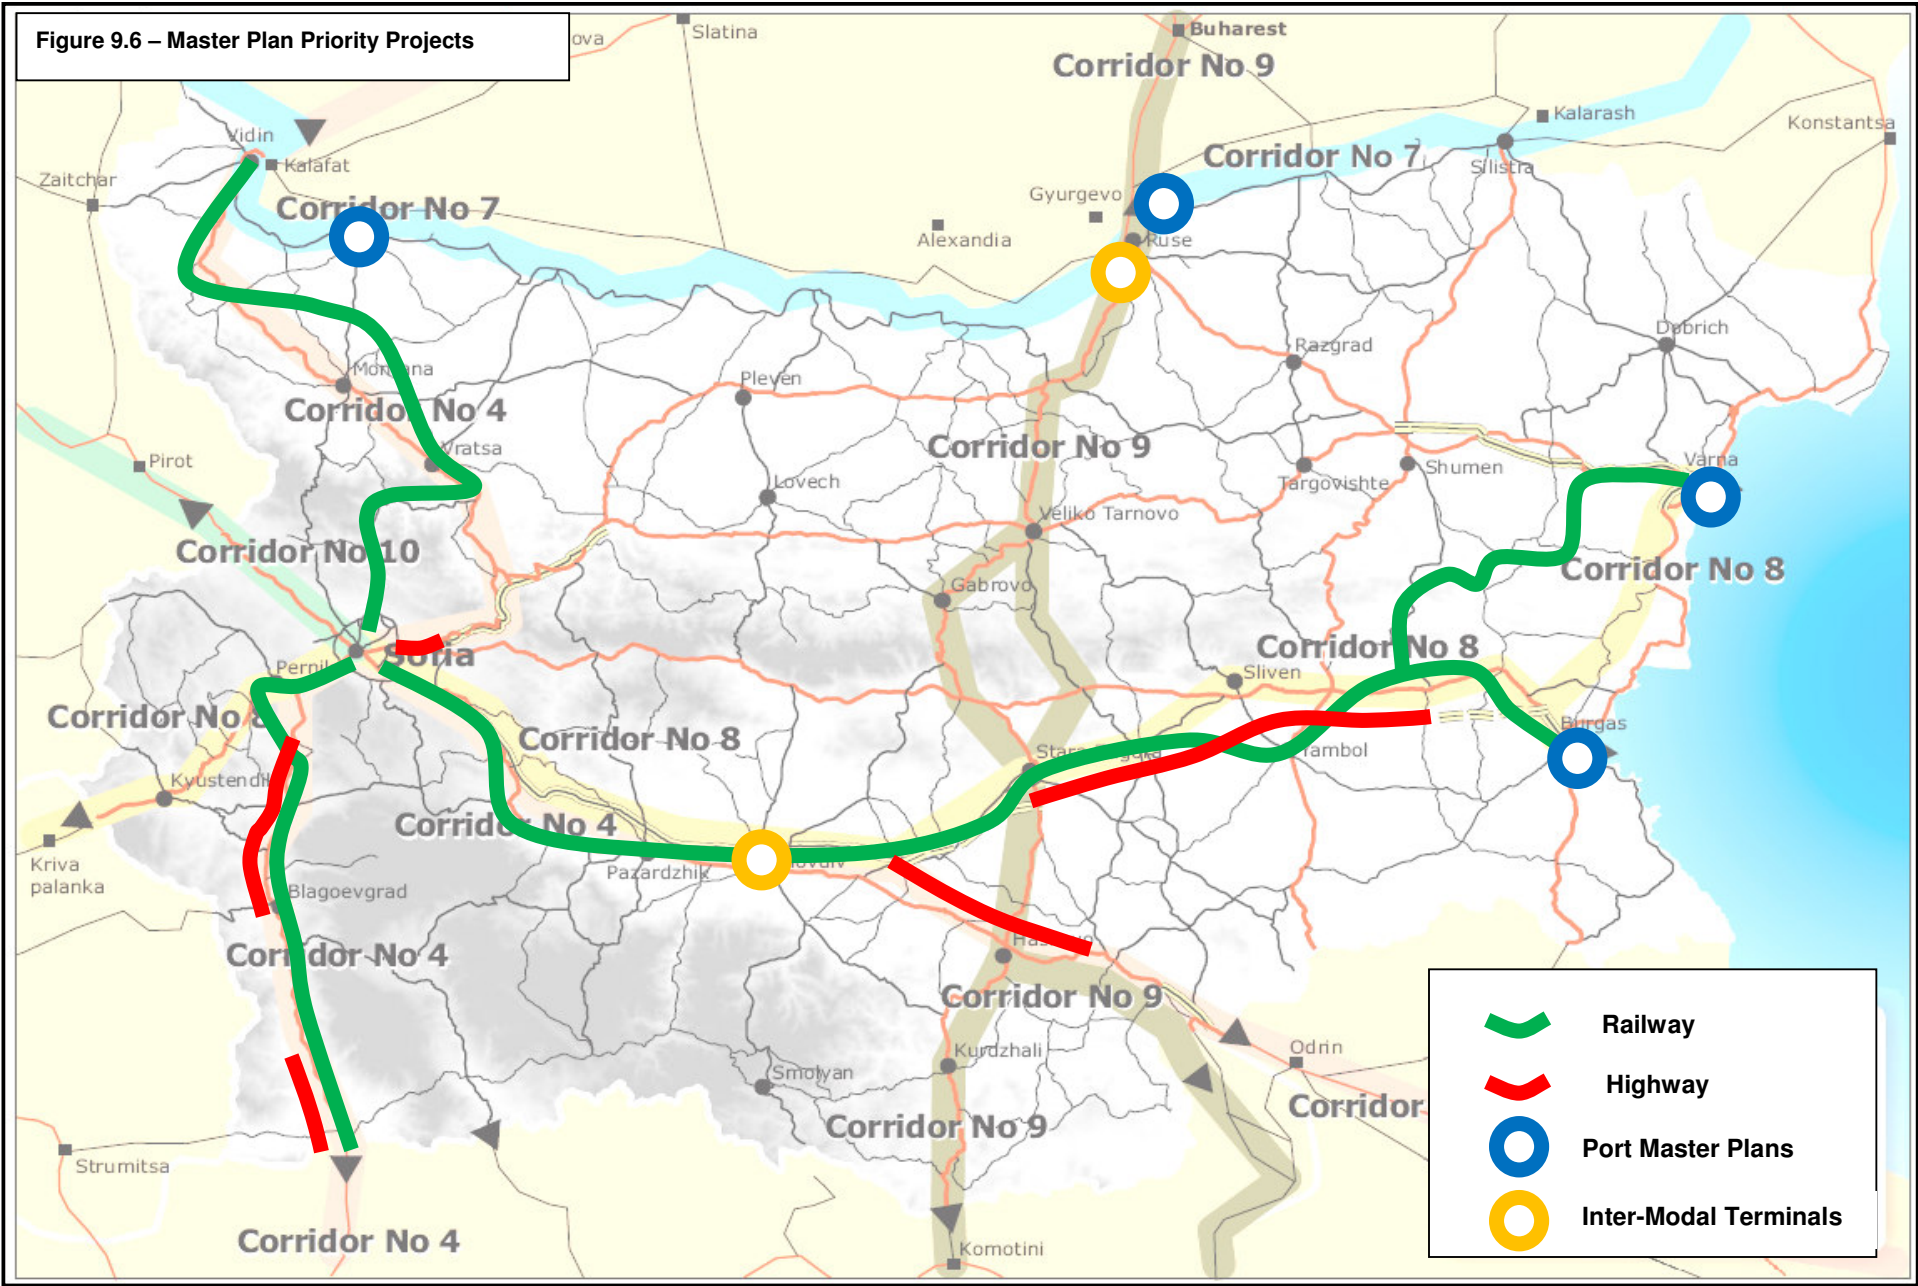 Figure 9.6 – Master Plan Priority Projects
ova
Slatina
Buharest
Corridor No 9
Kalarash
Konstantsa
Vidin
Kalafat
Zaitchar
Corridor No 7
Silistra
Gyurgevo
Corridor No 7
Alexandia
Ruse
Dobrich
Razgrad
Montana
Pleven
Corridor No 4
Corridor No 9
Vratsa
Pirot
Lovech
Targovishte
Shumen
Varna
Veliko Tarnovo
Corridor No 10
Corridor No 8
Gabrovo
Sofia
Pernik
Corridor No 8
Sliven
Corridor No 8
Corridor No 8
Burgas
Stara Zagora
Yambol
Kyustendil
Corridor No 4
Kriva
palanka
Pazardzhik
Blagoevgrad
Corridor No 4
Corridor No 9
Odrin
Kurdzhali
Smolyan
Corridor
Corridor No 9
Strumitsa
Corridor No 4
Komotini
Railway
Highway
Port Master Plans
Inter-Modal Terminals